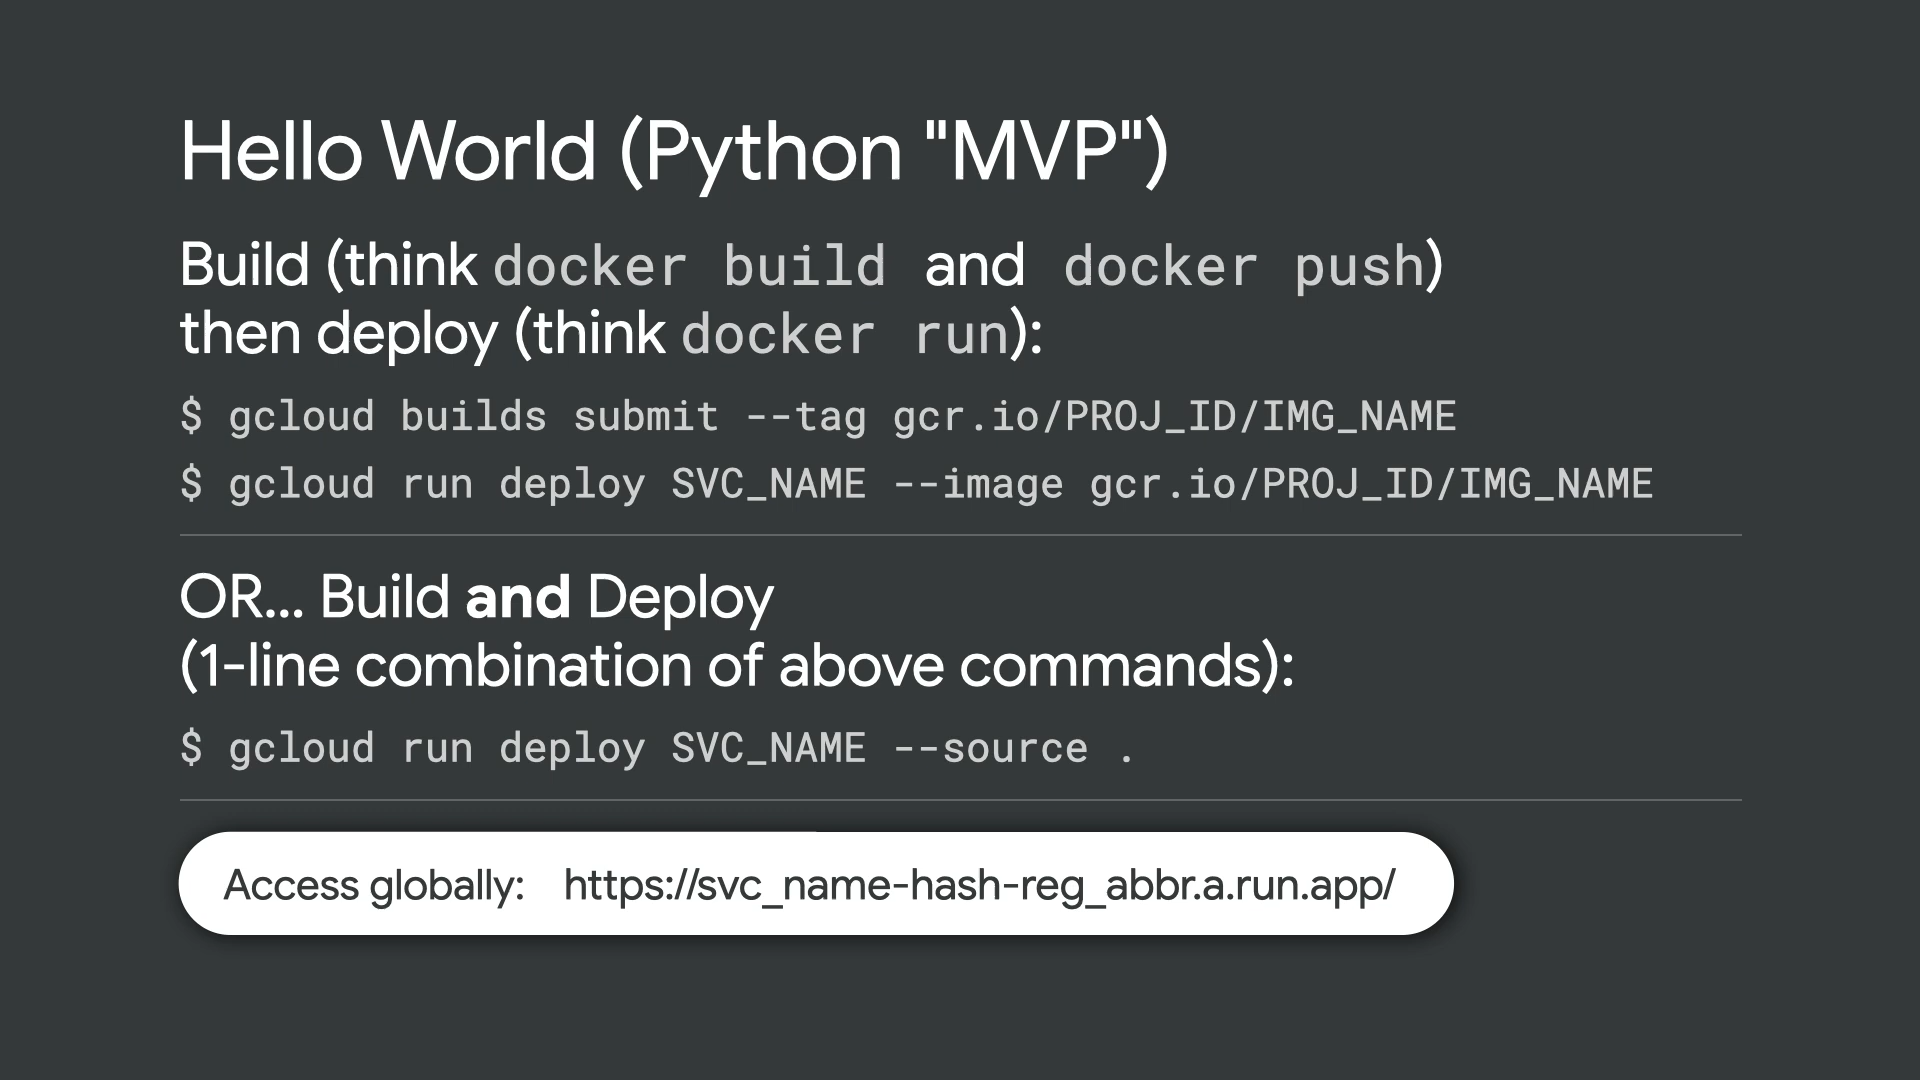 Hello World (Python "MVP")
Build (think docker build and docker push)
then deploy (think docker run):
$ gcloud builds submit --tag gcr.io/PROJ_ID/IMG_NAME
$ gcloud run deploy SVC_NAME --image gcr.io/PROJ_ID/IMG_NAME
OR... Build and Deploy
(1-line combination of above commands):
$ gcloud run deploy SVC_NAME --source .
Access globally: https://svc_name-hash-reg_abbr.a.run.app/